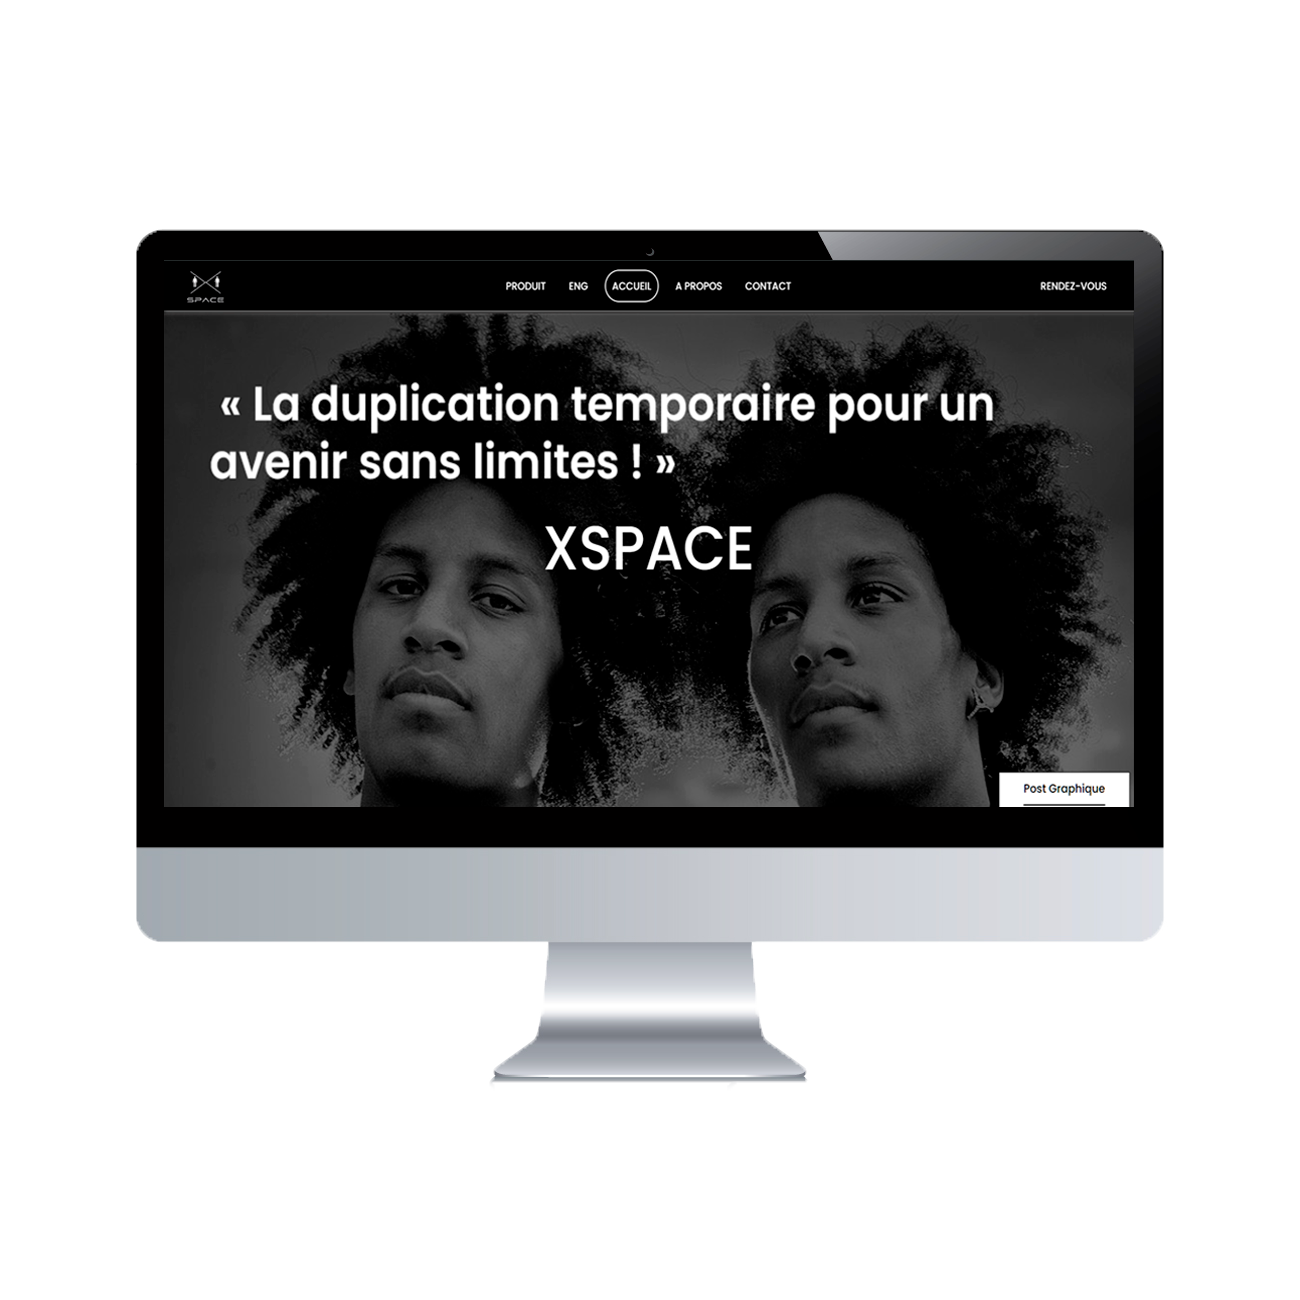 SPACE
PRODUIT ENG ACCUEIL A PROPOS CONTACT RENDEZ-VOUS
« La duplication temporaire pour un
avenir sans limites ! »
XSPACE
Post Graphique